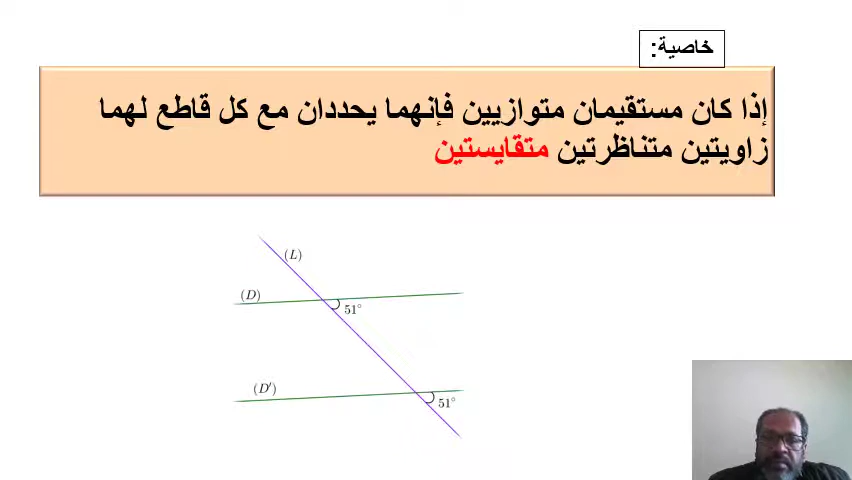 خاصية:
إذا كان مستقيمان متوازيين فإنهما يحددان مع كل قاطع لهما
زاويتين متناظرتين متقايستين
(L)
(D)
51°
(D')
51°